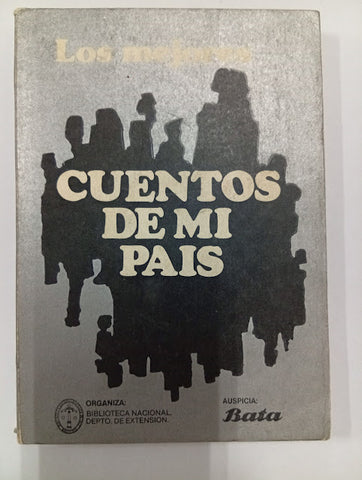 Los mejores
CUENTOS
DE MI
PAIS
ORGANIZA:
BIBLIOTECA NACIONAL,
DEPTO. DE EXTENSION.
AUSPICIA:
Bata